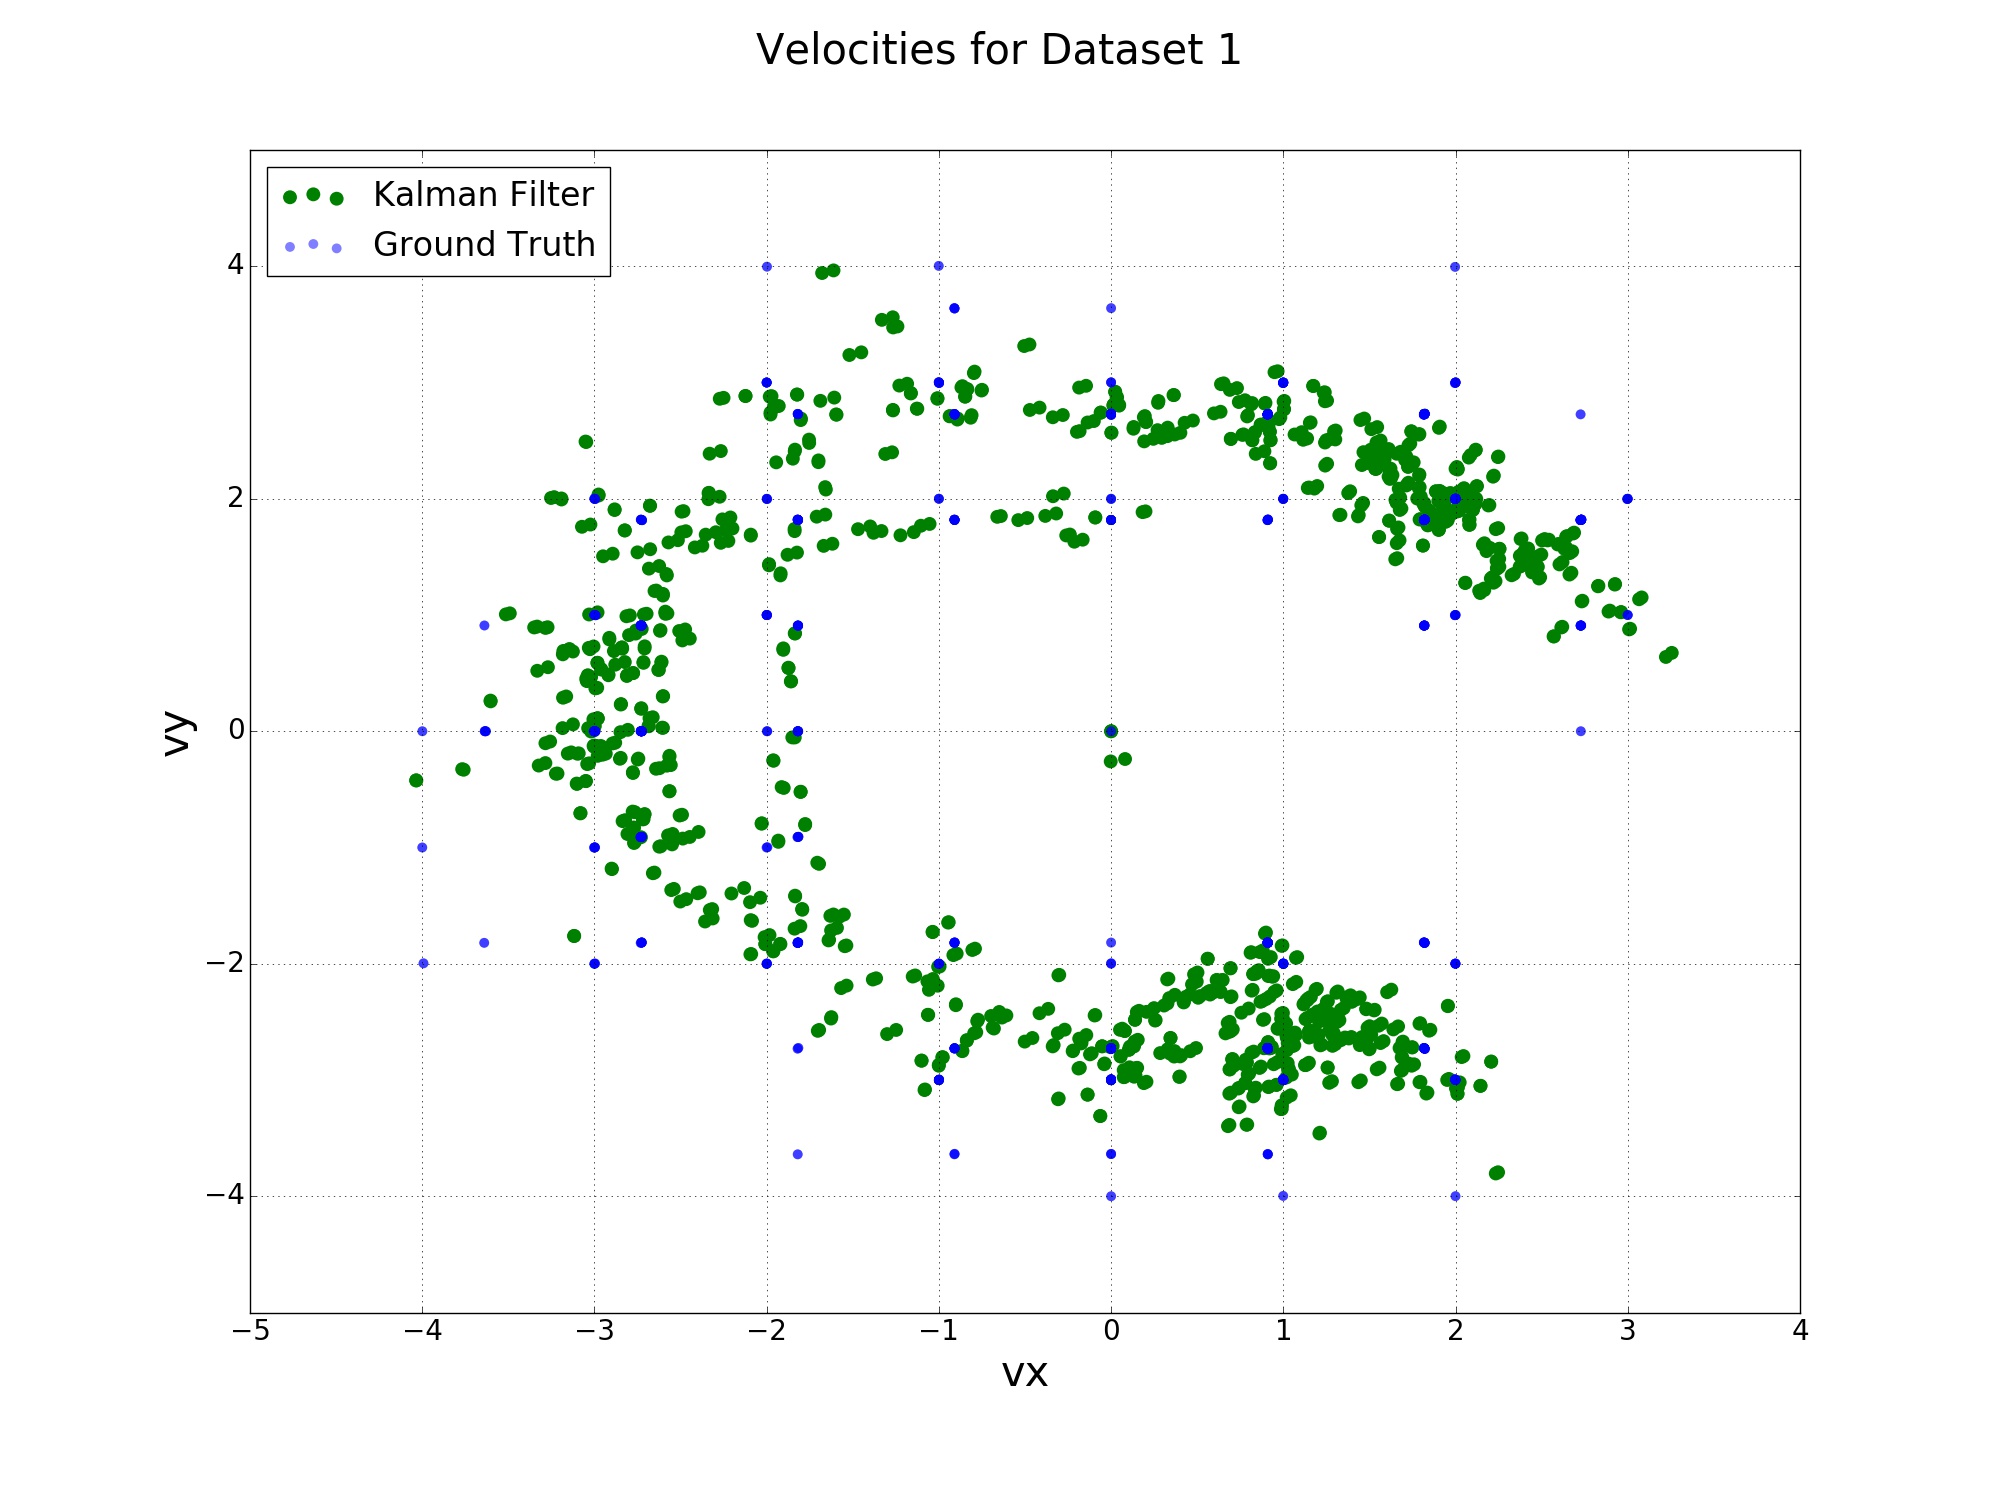 Velocities for Dataset 1
Kalman Filter
Ground Truth
4
2
0
−2
−4
vy
−5 −4 −3 −2 −1 0 1 2 3 4
vx